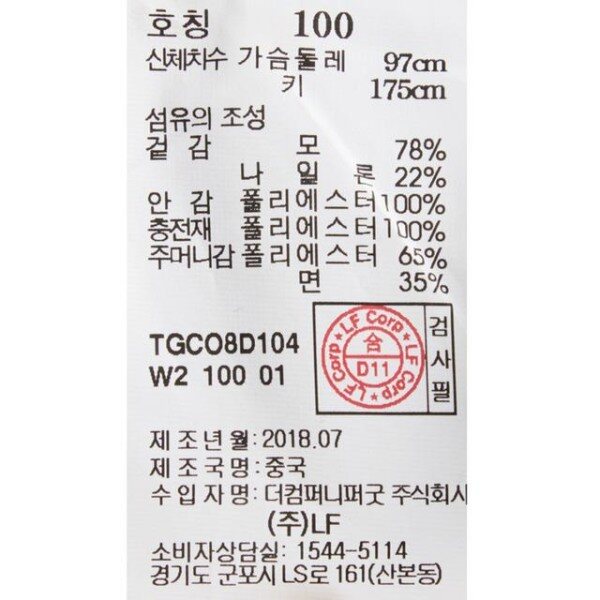 호칭 100
신체치수 가슴둘레 97cm
키 175cm
섬유의 조성
겉감 모 78%
나일론 22%
안감 폴리에스터 100%
충전재 폴리에스터 100%
주머니감 폴리에스터 65%
면 35%
TGCO8D104
W2 100 01
LF Corp ★ LF Corp ★ LF Corp ★
合
D11
검사필
제조년월: 2018.07
제조국명: 중국
수입자명: 더컴퍼니퍼굿 주식회사
(주)LF
소비자상담실: 1544-5114
경기도 군포시 LS로 161(산본동)